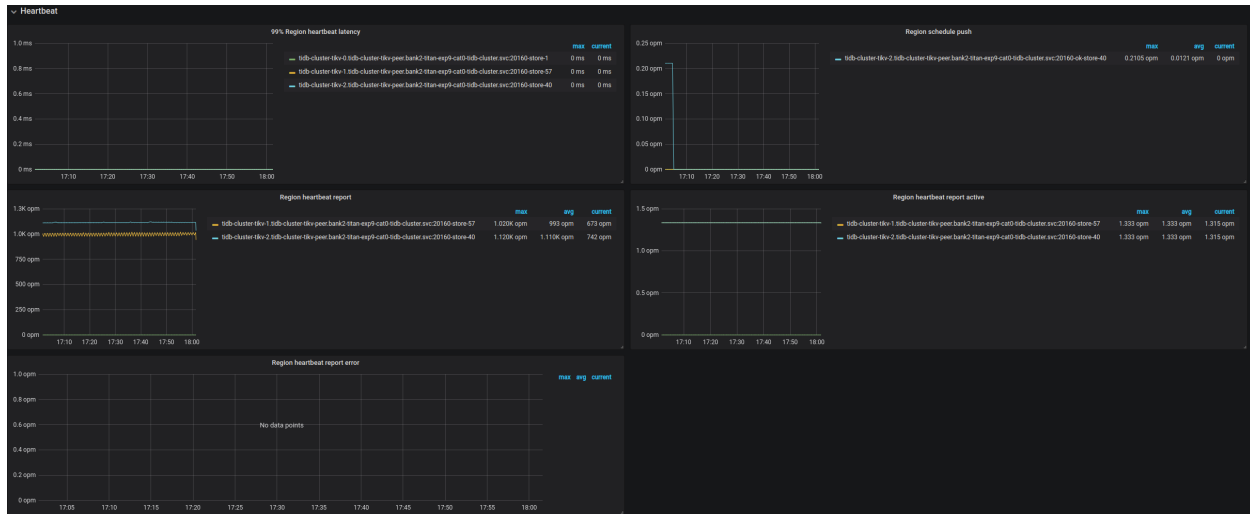 Heartbeat
99% Region heartbeat latency
max current
1.0 ms
tidb-cluster-tikv-0.tidb-cluster-tikv-peer.bank2-titan-exp9-cat0-tidb-cluster.svc:20160-store-1 0 ms 0 ms
0.8 ms
tidb-cluster-tikv-1.tidb-cluster-tikv-peer.bank2-titan-exp9-cat0-tidb-cluster.svc:20160-store-57 0 ms 0 ms
tidb-cluster-tikv-2.tidb-cluster-tikv-peer.bank2-titan-exp9-cat0-tidb-cluster.svc:20160-store-40 0 ms 0 ms
0.6 ms
0.4 ms
0.2 ms
0 ms
17:10 17:20 17:30 17:40 17:50 18:00
Region schedule push
max avg current
0.25 opm
tidb-cluster-tikv-2.tidb-cluster-tikv-peer.bank2-titan-exp9-cat0-tidb-cluster.svc:20160-ok-store-40 0.2105 opm 0.0121 opm 0 opm
0.20 opm
0.15 opm
0.10 opm
0.05 opm
0 opm
17:10 17:20 17:30 17:40 17:50 18:00
Region heartbeat report
1.3K opm
max avg current
tidb-cluster-tikv-1.tidb-cluster-tikv-peer.bank2-titan-exp9-cat0-tidb-cluster.svc:20160-store-57 1.020K opm 993 opm 673 opm
1.0K opm
tidb-cluster-tikv-2.tidb-cluster-tikv-peer.bank2-titan-exp9-cat0-tidb-cluster.svc:20160-store-40 1.120K opm 1.110K opm 742 opm
750 opm
500 opm
250 opm
0 opm
17:10 17:20 17:30 17:40 17:50 18:00
Region heartbeat report active
1.5 opm
max avg current
tidb-cluster-tikv-1.tidb-cluster-tikv-peer.bank2-titan-exp9-cat0-tidb-cluster.svc:20160-store-57 1.333 opm 1.333 opm 1.315 opm
tidb-cluster-tikv-2.tidb-cluster-tikv-peer.bank2-titan-exp9-cat0-tidb-cluster.svc:20160-store-40 1.333 opm 1.333 opm 1.315 opm
1.0 opm
0.5 opm
0 opm
17:10 17:20 17:30 17:40 17:50 18:00
Region heartbeat report error
1.0 opm
max avg current
0.8 opm
0.6 opm
No data points
0.4 opm
0.2 opm
0 opm
17:05 17:10 17:15 17:20 17:25 17:30 17:35 17:40 17:45 17:50 17:55 18:00